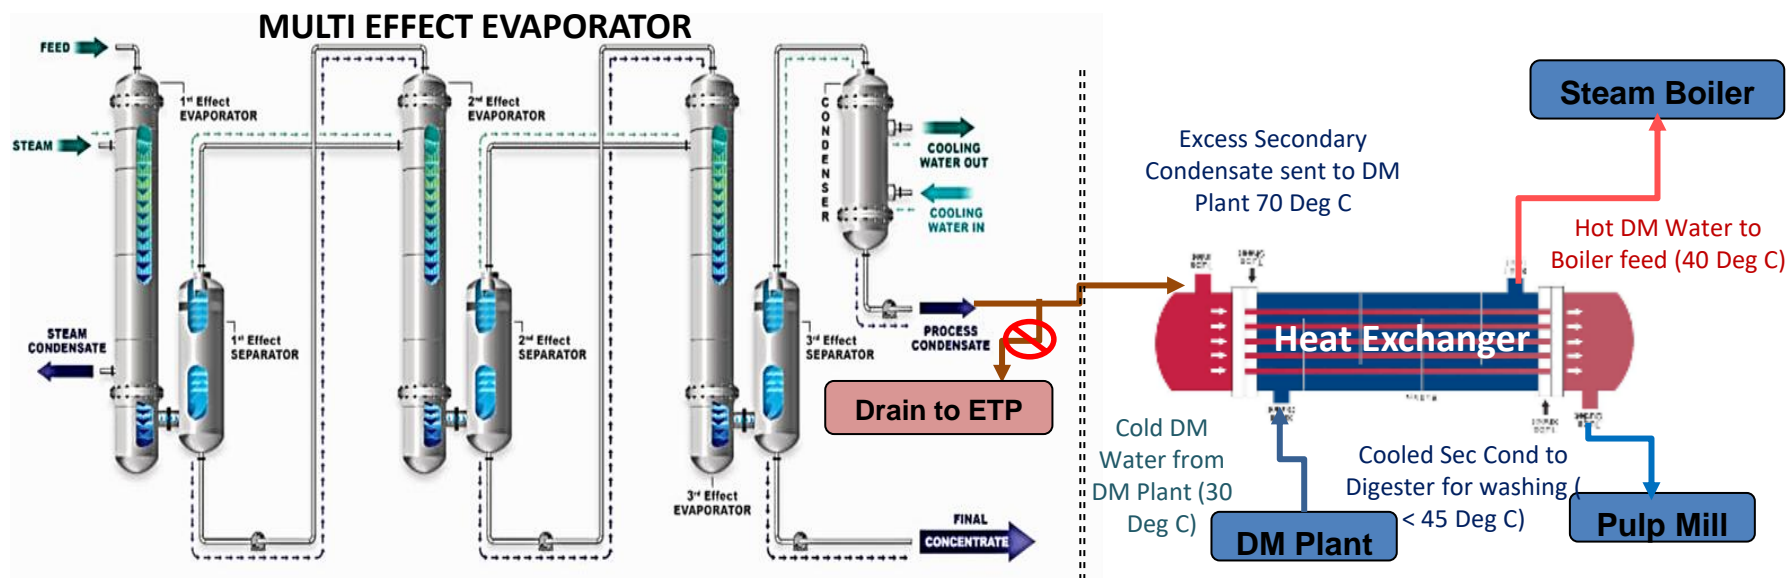 MULTI EFFECT EVAPORATOR
FEED
1st Effect
EVAPORATOR
STEAM
STEAM
CONDENSATE
1st Effect
SEPARATOR
2nd Effect
EVAPORATOR
2nd Effect
SEPARATOR
3rd Effect
EVAPORATOR
3rd Effect
SEPARATOR
CONDENSER
COOLING
WATER OUT
COOLING
WATER IN
PROCESS
CONDENSATE
Drain to ETP
FINAL
CONCENTRATE
Excess Secondary
Condensate sent to DM
Plant 70 Deg C
Steam Boiler
Hot DM Water to
Boiler feed (40 Deg C)
Heat Exchanger
Cold DM
Water from
DM Plant (30
Deg C)
DM Plant
Cooled Sec Cond to
Digester for washing (
< 45 Deg C)
Pulp Mill